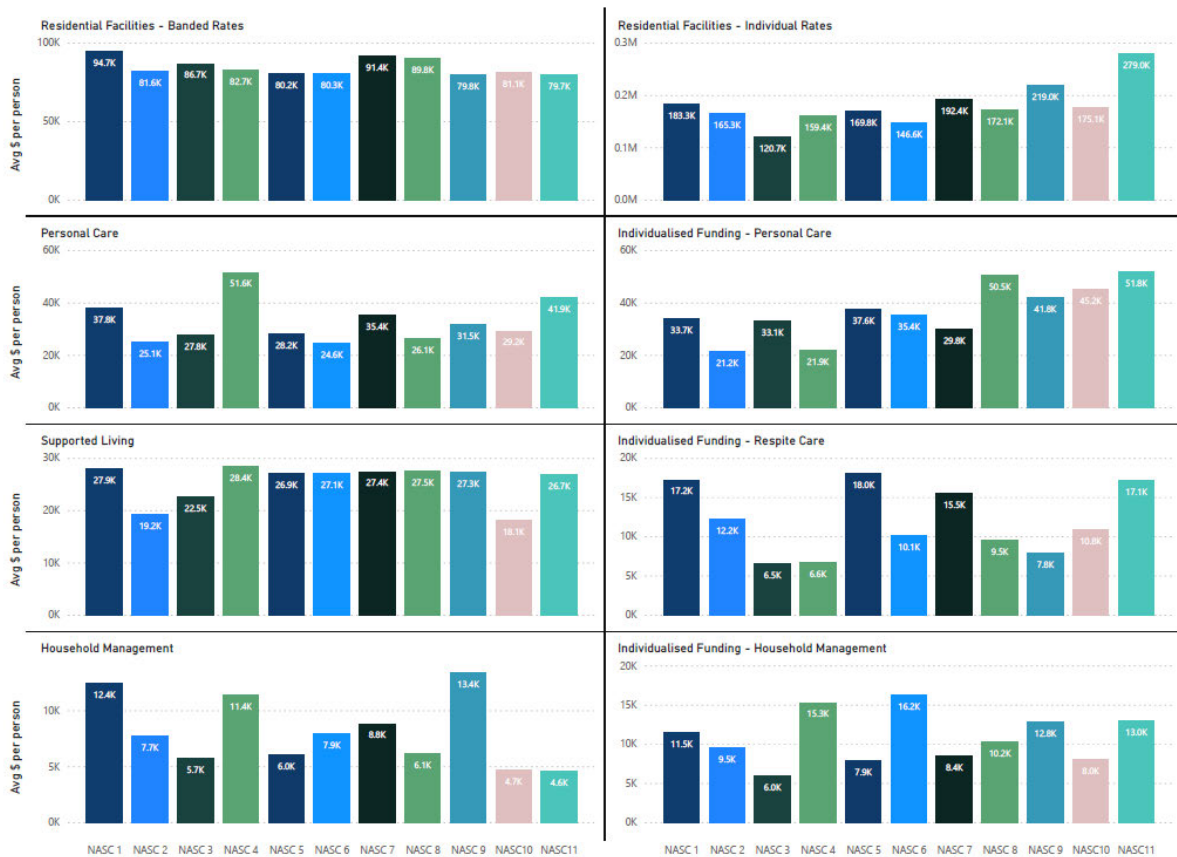 Residential Facilities - Banded Rates
100K
50K
0K
Avg $ per person
94.7K
81.6K
86.7K
82.7K
80.2K
80.3K
91.4K
89.8K
79.8K
81.1K
79.7K
Residential Facilities - Individual Rates
0.3M
0.2M
0.1M
0.0M
183.3K
165.3K
120.7K
159.4K
169.8K
146.6K
192.4K
172.1K
219.0K
175.1K
279.0K
Personal Care
60K
40K
20K
0K
Avg $ per person
37.8K
25.1K
27.8K
51.6K
28.2K
24.6K
35.4K
26.1K
31.5K
29.2K
41.9K
Individualised Funding - Personal Care
60K
40K
20K
0K
33.7K
21.2K
33.1K
21.9K
37.6K
35.4K
29.8K
50.5K
41.8K
45.2K
51.8K
Supported Living
30K
20K
10K
0K
Avg $ per person
27.9K
19.2K
22.5K
28.4K
26.9K
27.1K
27.4K
27.5K
27.3K
18.1K
26.7K
Individualised Funding - Respite Care
20K
15K
10K
5K
0K
17.2K
12.2K
6.5K
6.6K
18.0K
10.1K
15.5K
9.5K
7.8K
10.8K
17.1K
Household Management
10K
5K
0K
Avg $ per person
12.4K
7.7K
5.7K
11.4K
6.0K
7.9K
8.8K
6.1K
13.4K
4.7K
4.6K
NASC 1 NASC 2 NASC 3 NASC 4 NASC 5 NASC 6 NASC 7 NASC 8 NASC 9 NASC10 NASC11
Individualised Funding - Household Management
20K
15K
10K
5K
0K
11.5K
9.5K
6.0K
15.3K
7.9K
16.2K
8.4K
10.2K
12.8K
8.0K
13.0K
NASC 1 NASC 2 NASC 3 NASC 4 NASC 5 NASC 6 NASC 7 NASC 8 NASC 9 NASC10 NASC11